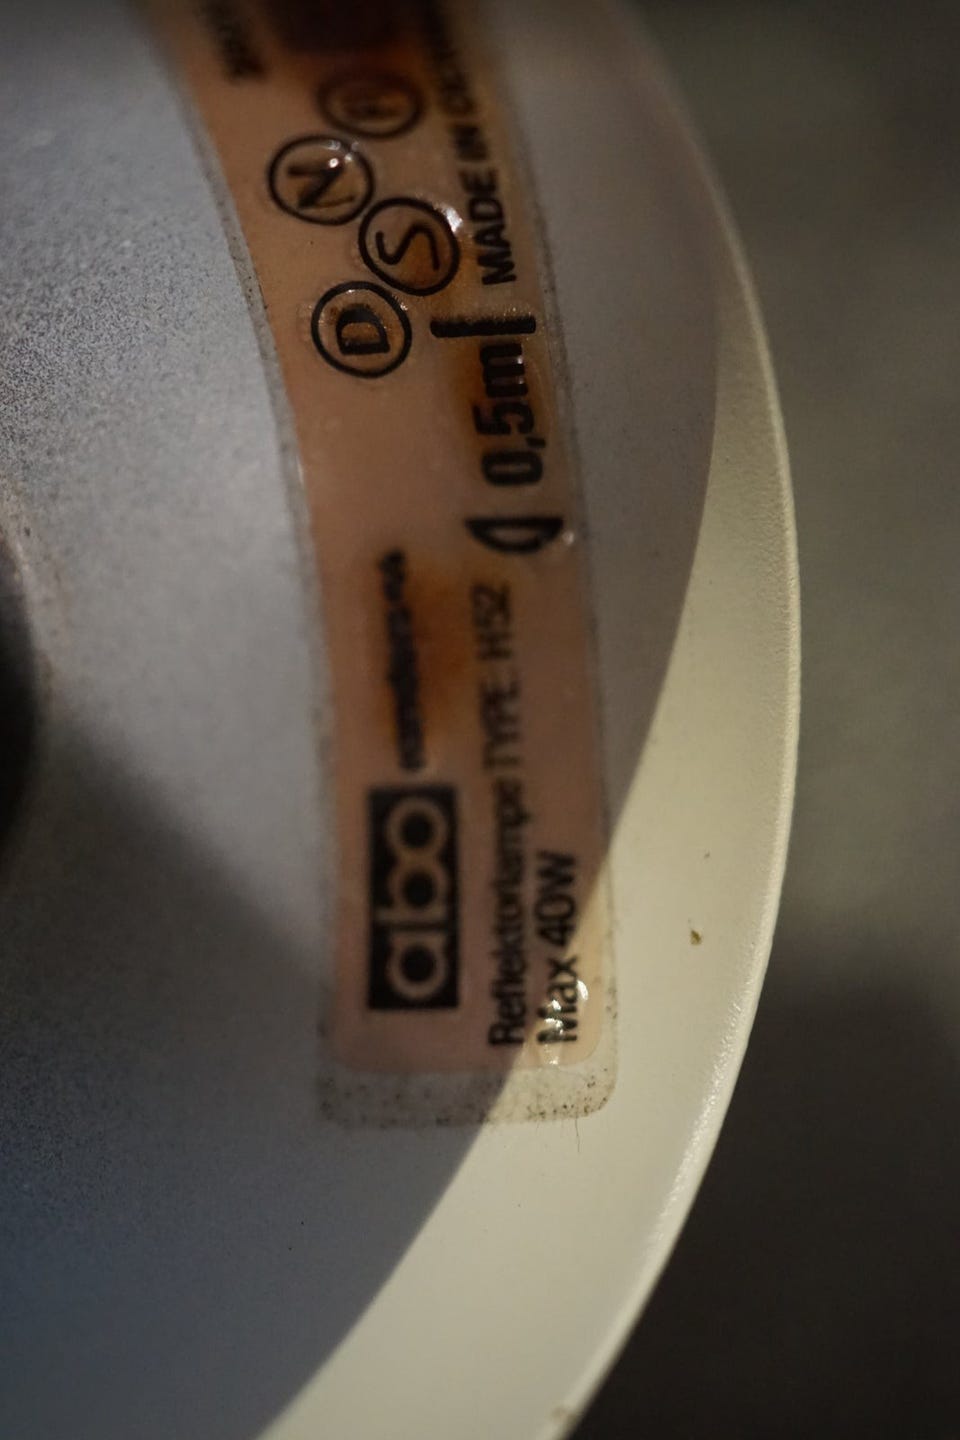 abo
Reflektorlampe TYPE H52
Max 40W
0,5m
D S N
MADE IN